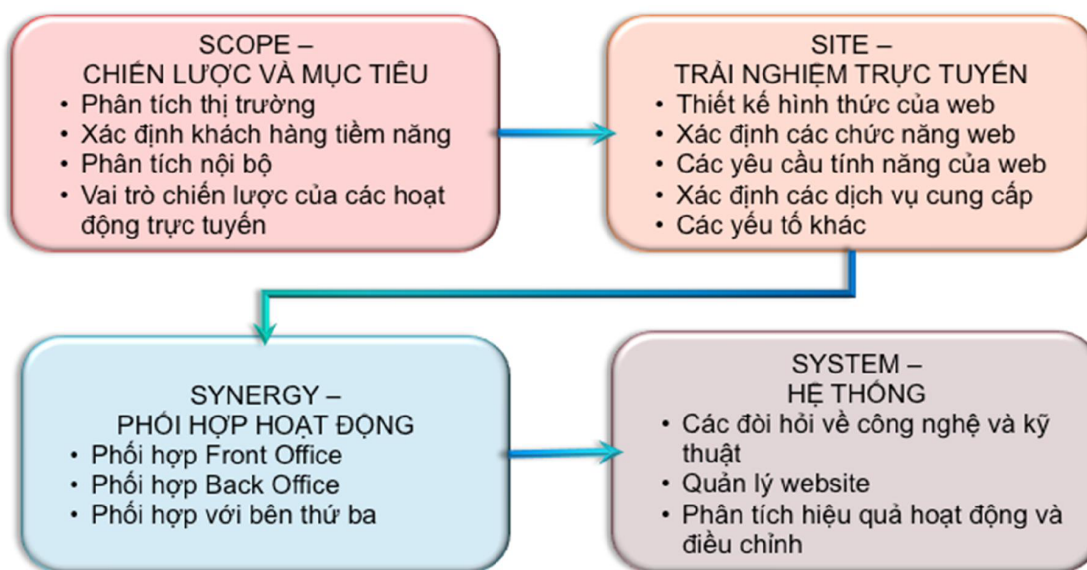 SCOPE –
CHIẾN LƯỢC VÀ MỤC TIÊU
• Phân tích thị trường
• Xác định khách hàng tiềm năng
• Phân tích nội bộ
• Vai trò chiến lược của các hoạt
động trực tuyến
SITE –
TRẢI NGHIỆM TRỰC TUYẾN
• Thiết kế hình thức của web
• Xác định các chức năng web
• Các yêu cầu tính năng của web
• Xác định các dịch vụ cung cấp
• Các yếu tố khác
SYNERGY –
PHỐI HỢP HOẠT ĐỘNG
• Phối hợp Front Office
• Phối hợp Back Office
• Phối hợp với bên thứ ba
SYSTEM –
HỆ THỐNG
• Các đòi hỏi về công nghệ và kỹ
thuật
• Quản lý website
• Phân tích hiệu quả hoạt động và
điều chỉnh